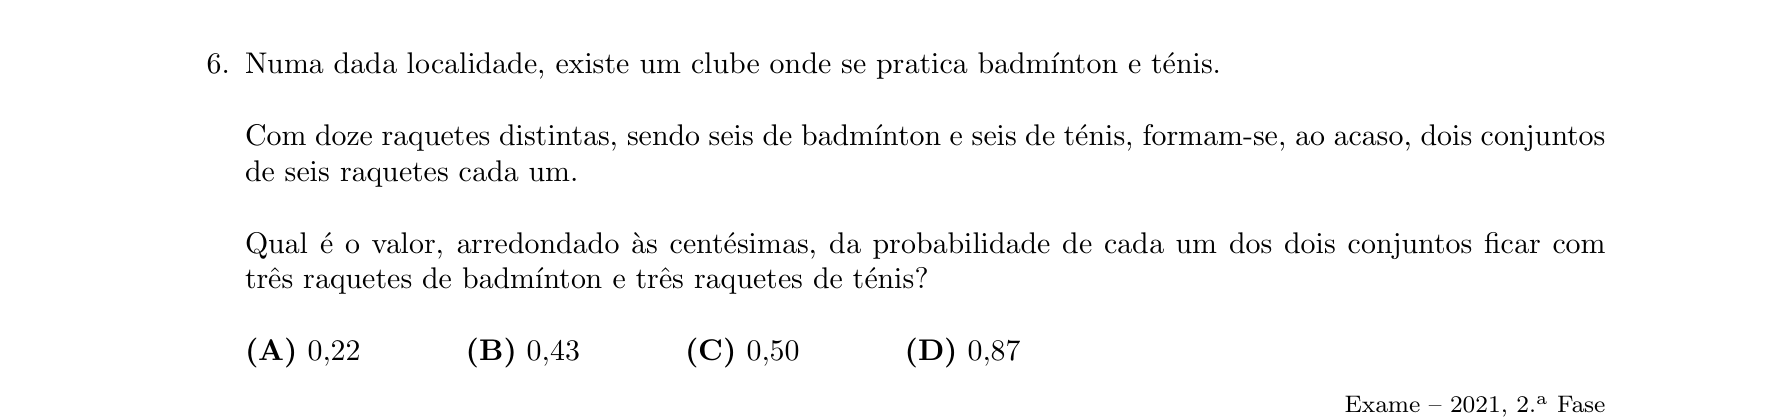 6. Numa dada localidade, existe um clube onde se pratica badmínton e ténis.
Com doze raquetes distintas, sendo seis de badmínton e seis de ténis, formam-se, ao acaso, dois conjuntos
de seis raquetes cada um.
Qual é o valor, arredondado às centésimas, da probabilidade de cada um dos dois conjuntos ficar com
três raquetes de badmínton e três raquetes de ténis?
(A) 0,22 (B) 0,43 (C) 0,50 (D) 0,87
Exame – 2021, 2.ª Fase